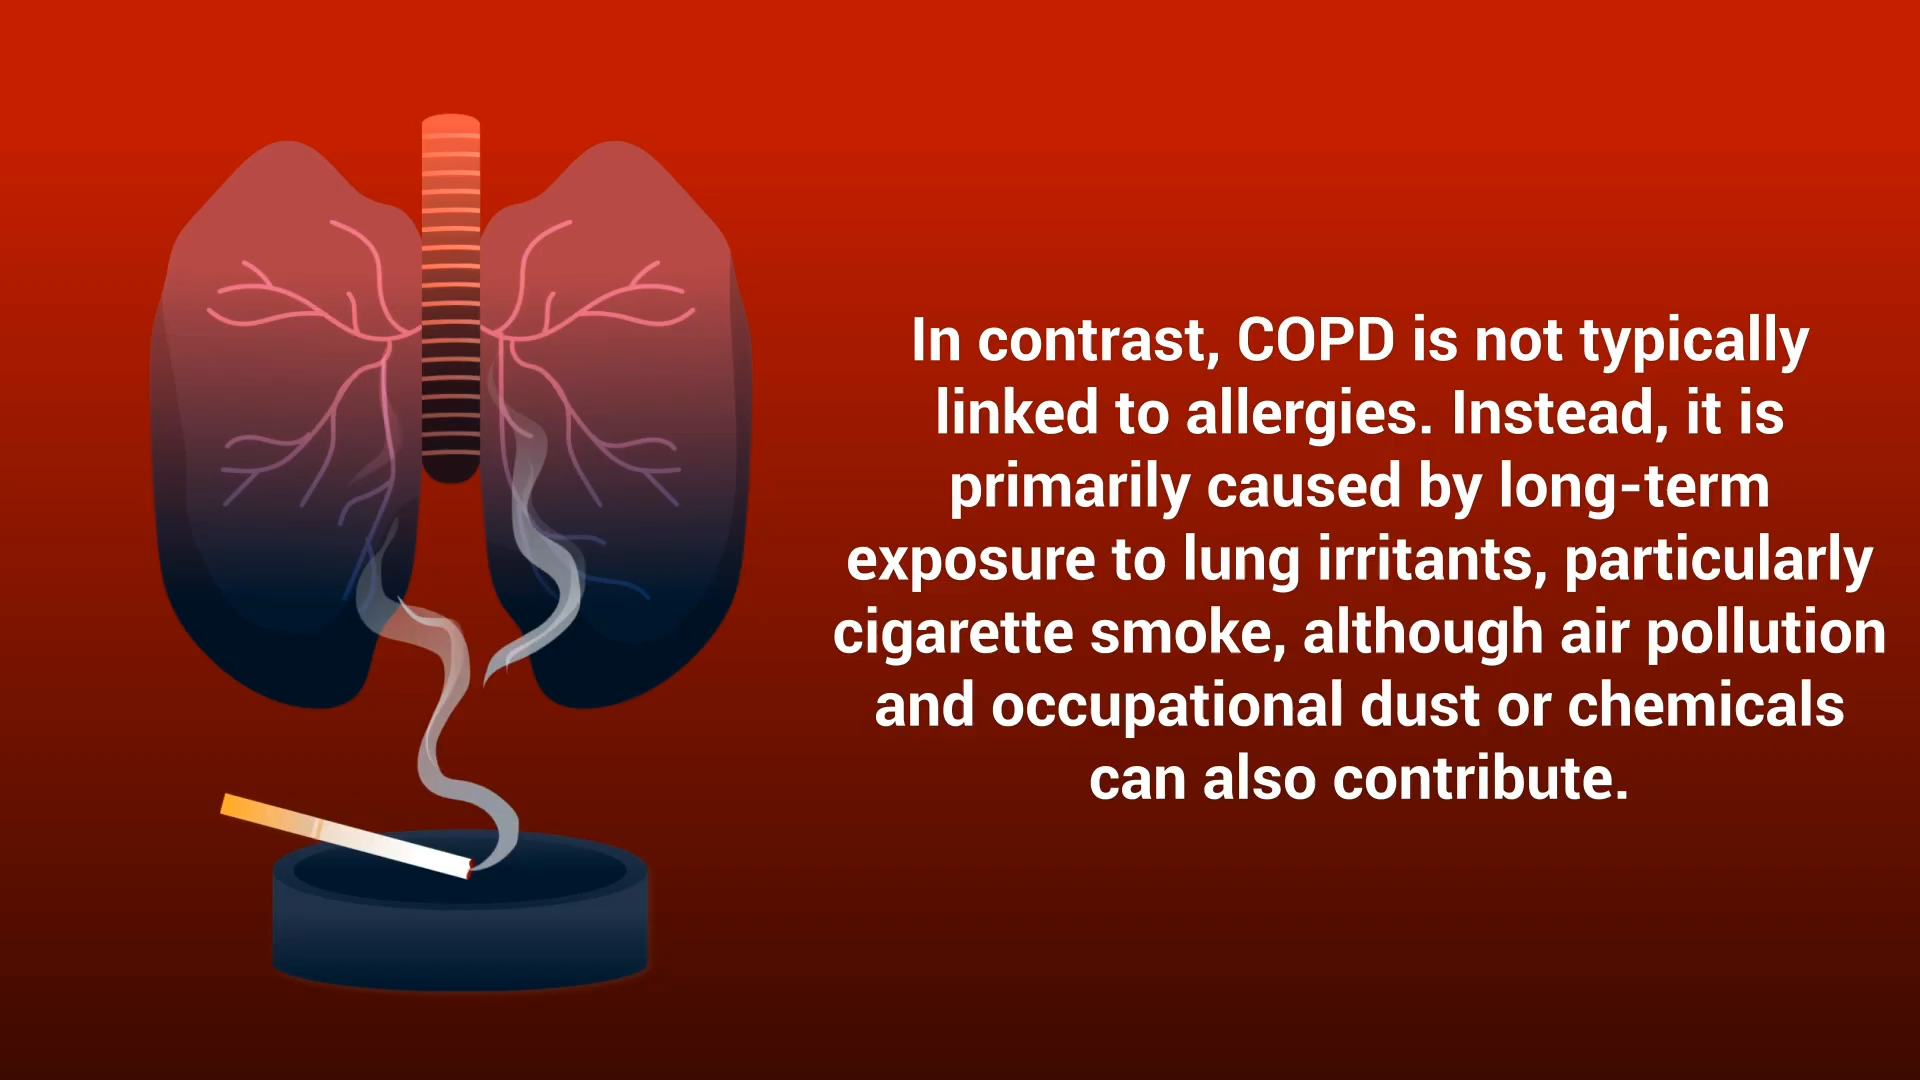 In contrast, COPD is not typically
linked to allergies. Instead, it is
primarily caused by long-term
exposure to lung irritants, particularly
cigarette smoke, although air pollution
and occupational dust or chemicals
can also contribute.